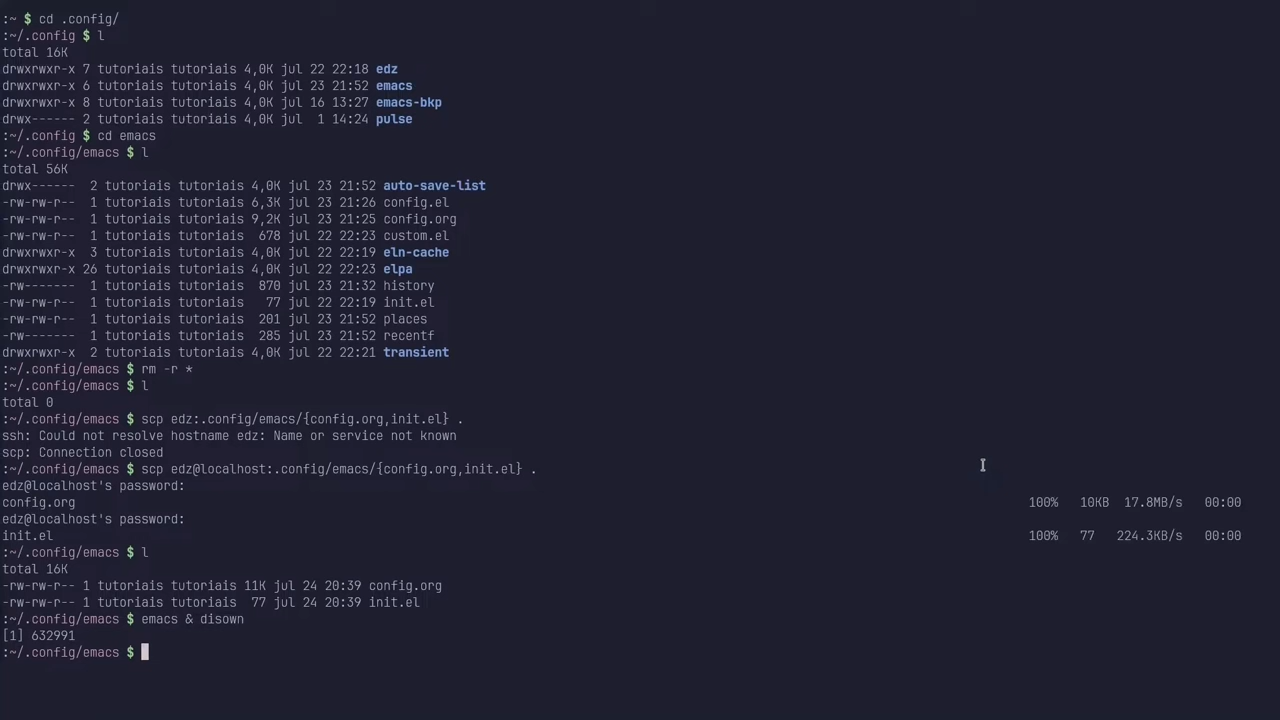 :~ $ cd .config/
:~/.config $ l
total 16K
drwxrwxr-x 7 tutoriais tutoriais 4,0K jul 22 22:18 edz
drwxrwxr-x 6 tutoriais tutoriais 4,0K jul 23 21:52 emacs
drwxrwxr-x 8 tutoriais tutoriais 4,0K jul 16 13:27 emacs-bkp
drwx------ 2 tutoriais tutoriais 4,0K jul  1 14:24 pulse
:~/.config $ cd emacs
:~/.config/emacs $ l
total 56K
drwx------  2 tutoriais tutoriais 4,0K jul 23 21:52 auto-save-list
-rw-rw-r--  1 tutoriais tutoriais 6,3K jul 23 21:26 config.el
-rw-rw-r--  1 tutoriais tutoriais 9,2K jul 23 21:25 config.org
-rw-rw-r--  1 tutoriais tutoriais  678 jul 22 22:23 custom.el
drwxrwxr-x  3 tutoriais tutoriais 4,0K jul 22 22:19 eln-cache
drwxrwxr-x 26 tutoriais tutoriais 4,0K jul 22 22:23 elpa
-rw-------  1 tutoriais tutoriais  870 jul 23 21:32 history
-rw-rw-r--  1 tutoriais tutoriais   77 jul 22 22:19 init.el
-rw-rw-r--  1 tutoriais tutoriais  201 jul 23 21:52 places
-rw-------  1 tutoriais tutoriais  285 jul 23 21:52 recentf
drwxrwxr-x  2 tutoriais tutoriais 4,0K jul 22 22:21 transient
:~/.config/emacs $ rm -r *
:~/.config/emacs $ l
total 0
:~/.config/emacs $ scp edz:.config/emacs/{config.org,init.el} .
ssh: Could not resolve hostname edz: Name or service not known
scp: Connection closed
:~/.config/emacs $ scp edz@localhost:.config/emacs/{config.org,init.el} .
edz@localhost's password:
config.org 100% 10KB 17.8MB/s 00:00
edz@localhost's password:
init.el 100% 77 224.3KB/s 00:00
:~/.config/emacs $ l
total 16K
-rw-rw-r-- 1 tutoriais tutoriais 11K jul 24 20:39 config.org
-rw-rw-r-- 1 tutoriais tutoriais  77 jul 24 20:39 init.el
:~/.config/emacs $ emacs & disown
[1] 632991
:~/.config/emacs $